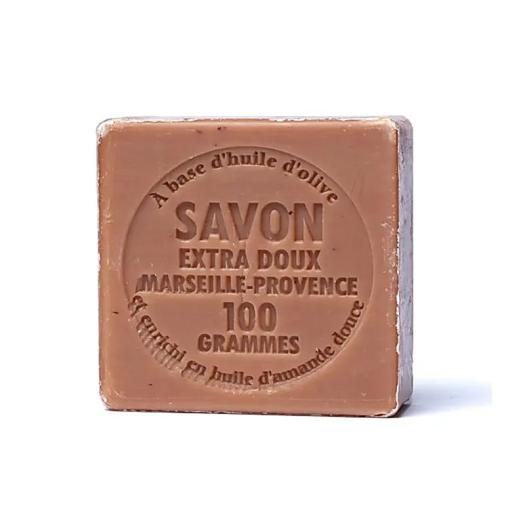 À base d'huile d'olive
SAVON
EXTRA DOUX
MARSEILLE-PROVENCE
100
GRAMMES
et enrichi en huile d'amande douce